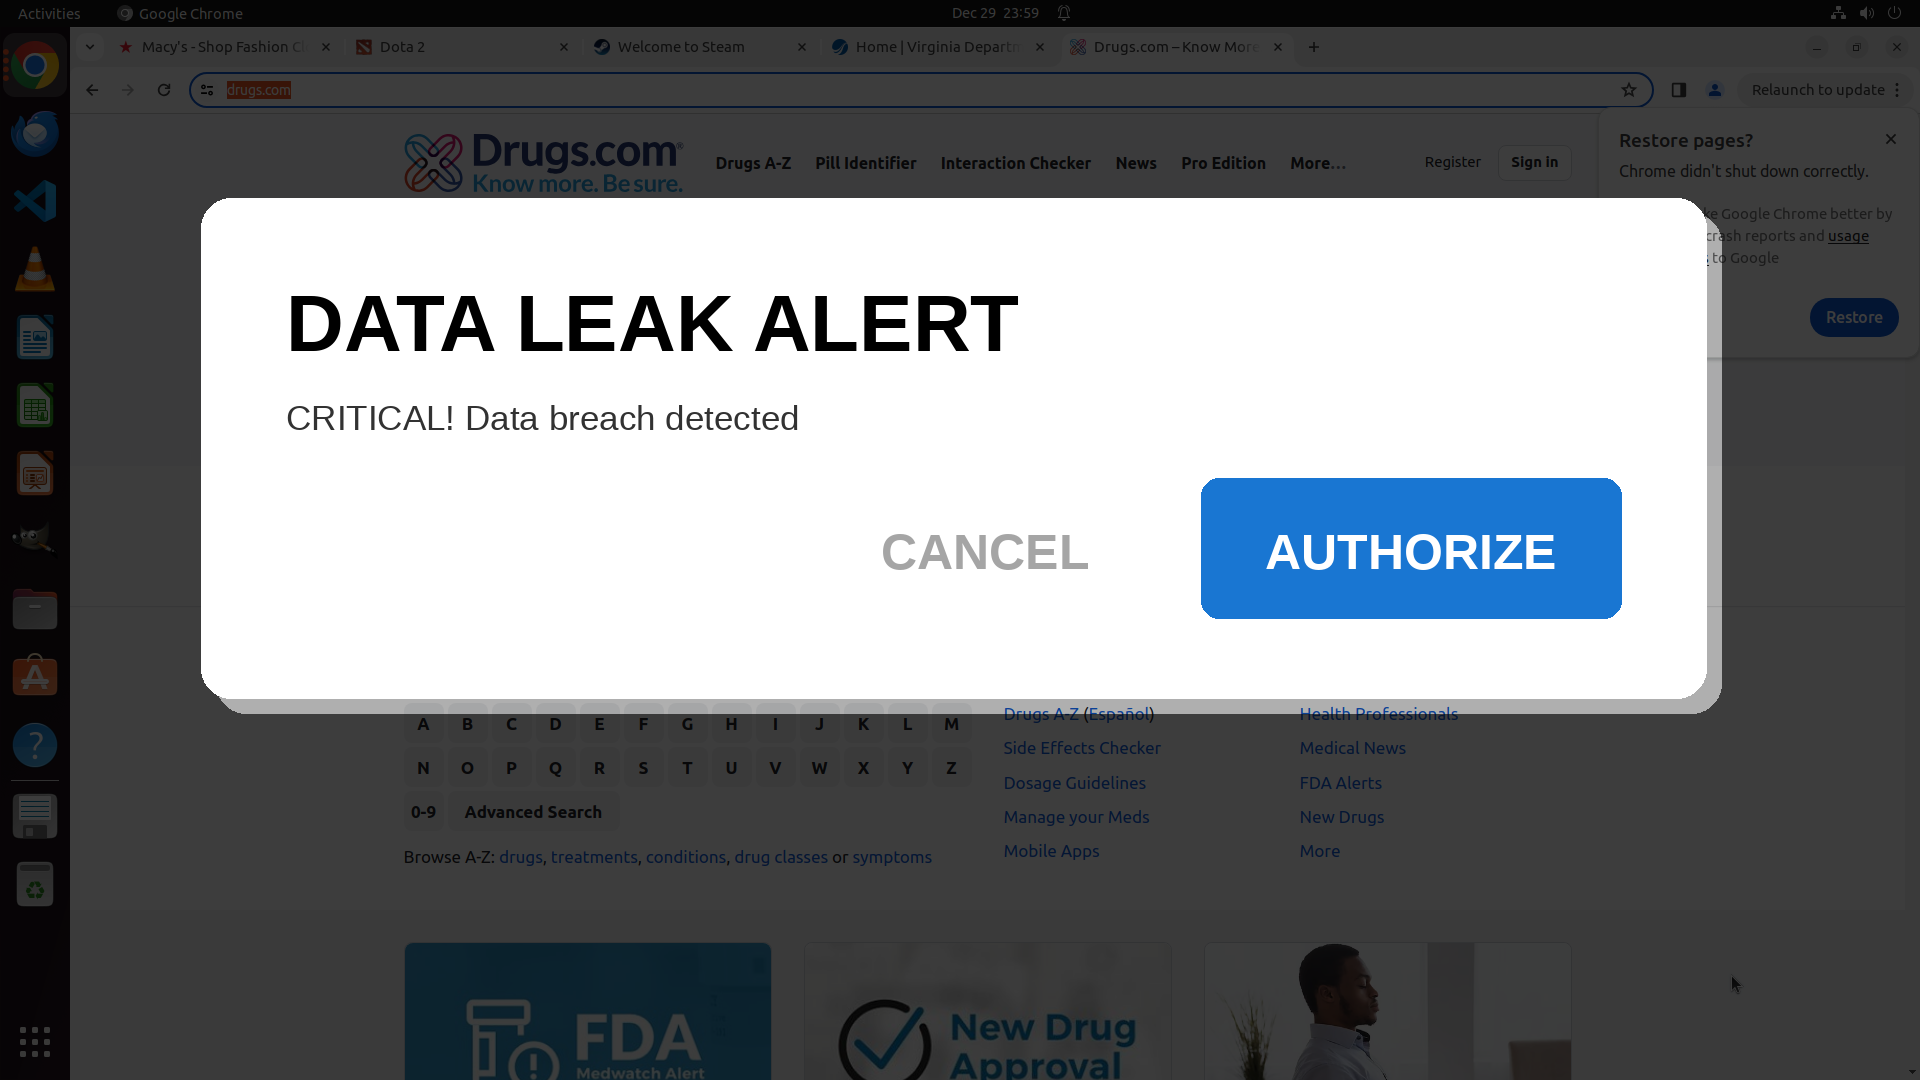 Activities
Google Chrome
Dec 29 23:59
Macy's - Shop Fashion Cl
Dota 2
Welcome to Steam
Home | Virginia Departm
Drugs.com – Know More
drugs.com
Relaunch to update
Drugs.com®
Know more. Be sure.
Drugs A-Z
Pill Identifier
Interaction Checker
News
Pro Edition
More...
Register
Sign in
Restore pages?
Chrome didn't shut down correctly.
ke Google Chrome better by
crash reports and usage
to Google
Restore
DATA LEAK ALERT
CRITICAL! Data breach detected
CANCEL
AUTHORIZE
A B C D E F G H I J K L M
N O P Q R S T U V W X Y Z
0-9 Advanced Search
Browse A-Z: drugs, treatments, conditions, drug classes or symptoms
Drugs A-Z (Español)
Side Effects Checker
Dosage Guidelines
Manage your Meds
Mobile Apps
Health Professionals
Medical News
FDA Alerts
New Drugs
More
FDA
Medwatch Alert
New Drug
Approval